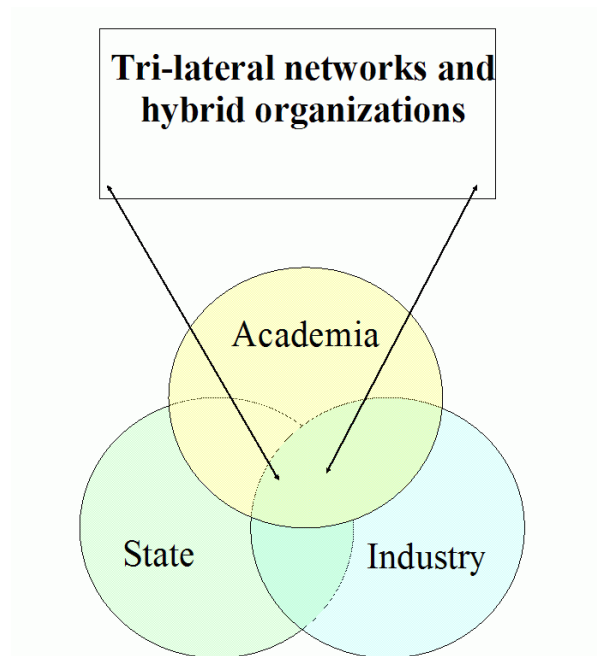 Tri-lateral networks and
hybrid organizations
Academia
State
Industry